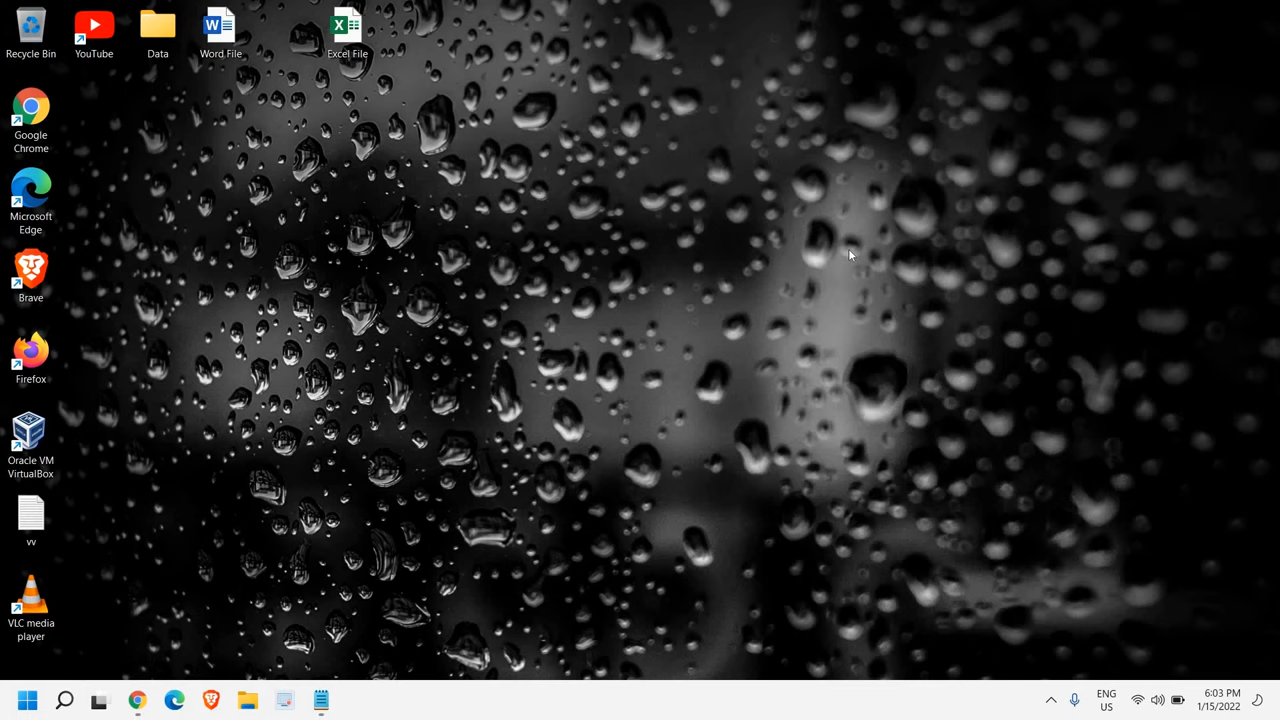 Recycle Bin
YouTube
Data
Word File
Excel File
Google
Chrome
Microsoft
Edge
Brave
Firefox
Oracle VM
VirtualBox
vv
VLC media
player
ENG
US
6:03 PM
1/15/2022